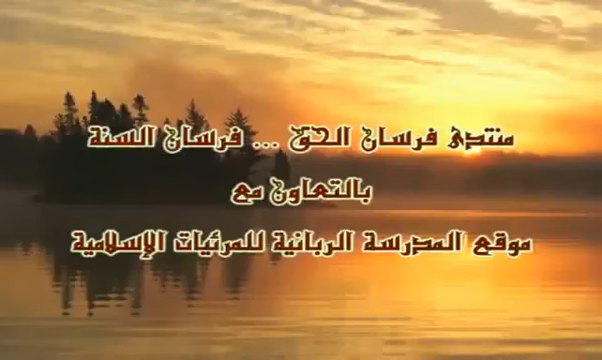 منتدى فرسان الحق ... فرسان السنة
بالتعاون مع
موقع المدرسة الربانية للمرئيات الإسلامية